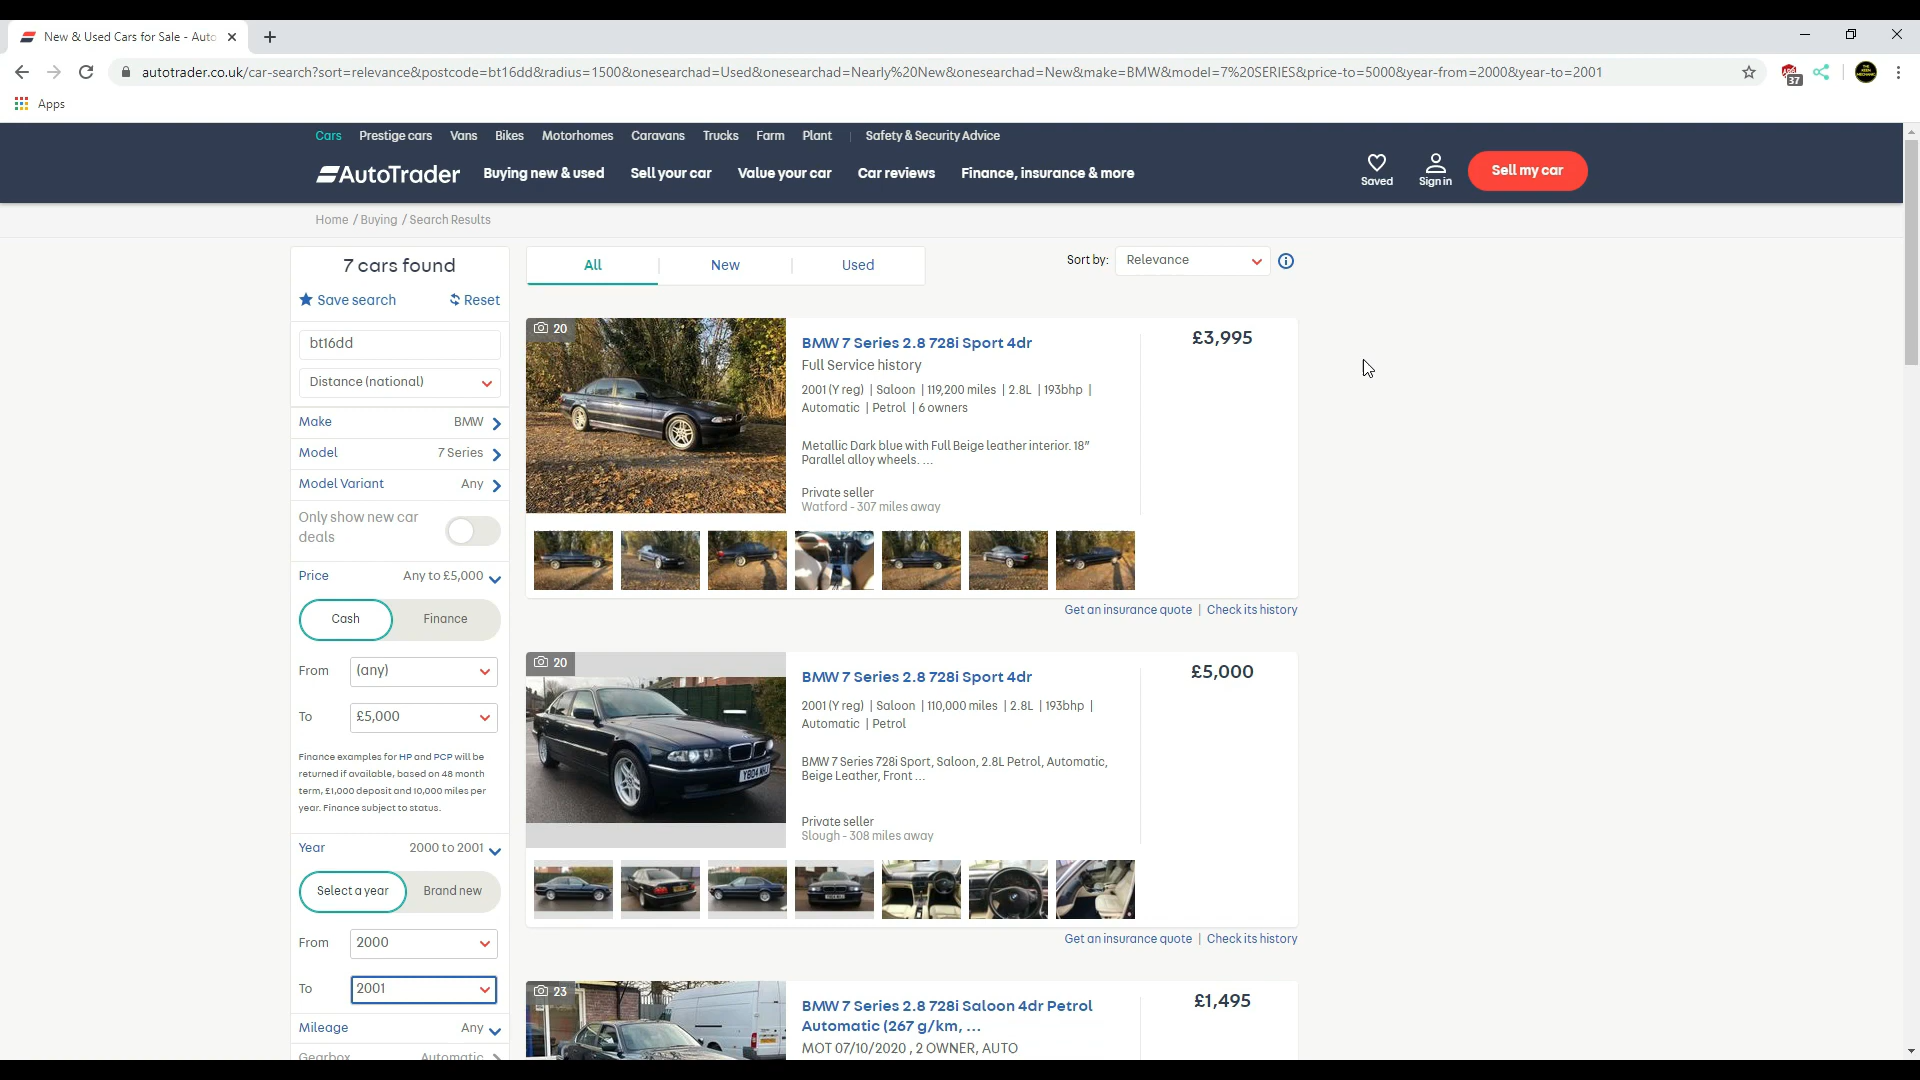 New & Used Cars for Sale - Auto
autotrader.co.uk/car-search?sort=relevance&postcode=bt16dd&radius=1500&onesearchad=Used&onesearchad=Nearly%20New&onesearchad=New&make=BMW&model=7%20SERIES&price-to=5000&year-from=2000&year-to=2001
37
Apps
Cars Prestige cars Vans Bikes Motorhomes Caravans Trucks Farm Plant | Safety & Security Advice
AutoTrader Buying new & used Sell your car Value your car Car reviews Finance, insurance & more
Saved Sign in Sell my car
Home / Buying / Search Results
7 cars found
Save search Reset
bt16dd
Distance (national)
Make BMW
Model 7 Series
Model Variant Any
Only show new car
deals
Price Any to £5,000
Cash Finance
From (any)
To £5,000
Finance examples for HP and PCP will be
returned if available, based on 48 month
term, £1,000 deposit and 10,000 miles per
year. Finance subject to status.
Year 2000 to 2001
Select a year Brand new
From 2000
To 2001
Mileage Any
Gearbox Automatic
All | New | Used
Sort by: Relevance
20
BMW 7 Series 2.8 728i Sport 4dr
£3,995
Full Service history
2001 (Y reg) | Saloon | 119,200 miles | 2.8L | 193bhp |
Automatic | Petrol | 6 owners
Metallic Dark blue with Full Beige leather interior. 18"
Parallel alloy wheels. ...
Private seller
Watford - 307 miles away
Get an insurance quote | Check its history
20
BMW 7 Series 2.8 728i Sport 4dr
£5,000
2001 (Y reg) | Saloon | 110,000 miles | 2.8L | 193bhp |
Automatic | Petrol
BMW 7 Series 728i Sport, Saloon, 2.8L Petrol, Automatic,
Beige Leather, Front ...
Y804 NHJ
Private seller
Slough - 308 miles away
Get an insurance quote | Check its history
23
BMW 7 Series 2.8 728i Saloon 4dr Petrol
Automatic (267 g/km, ...
£1,495
MOT 07/10/2020 , 2 OWNER, AUTO